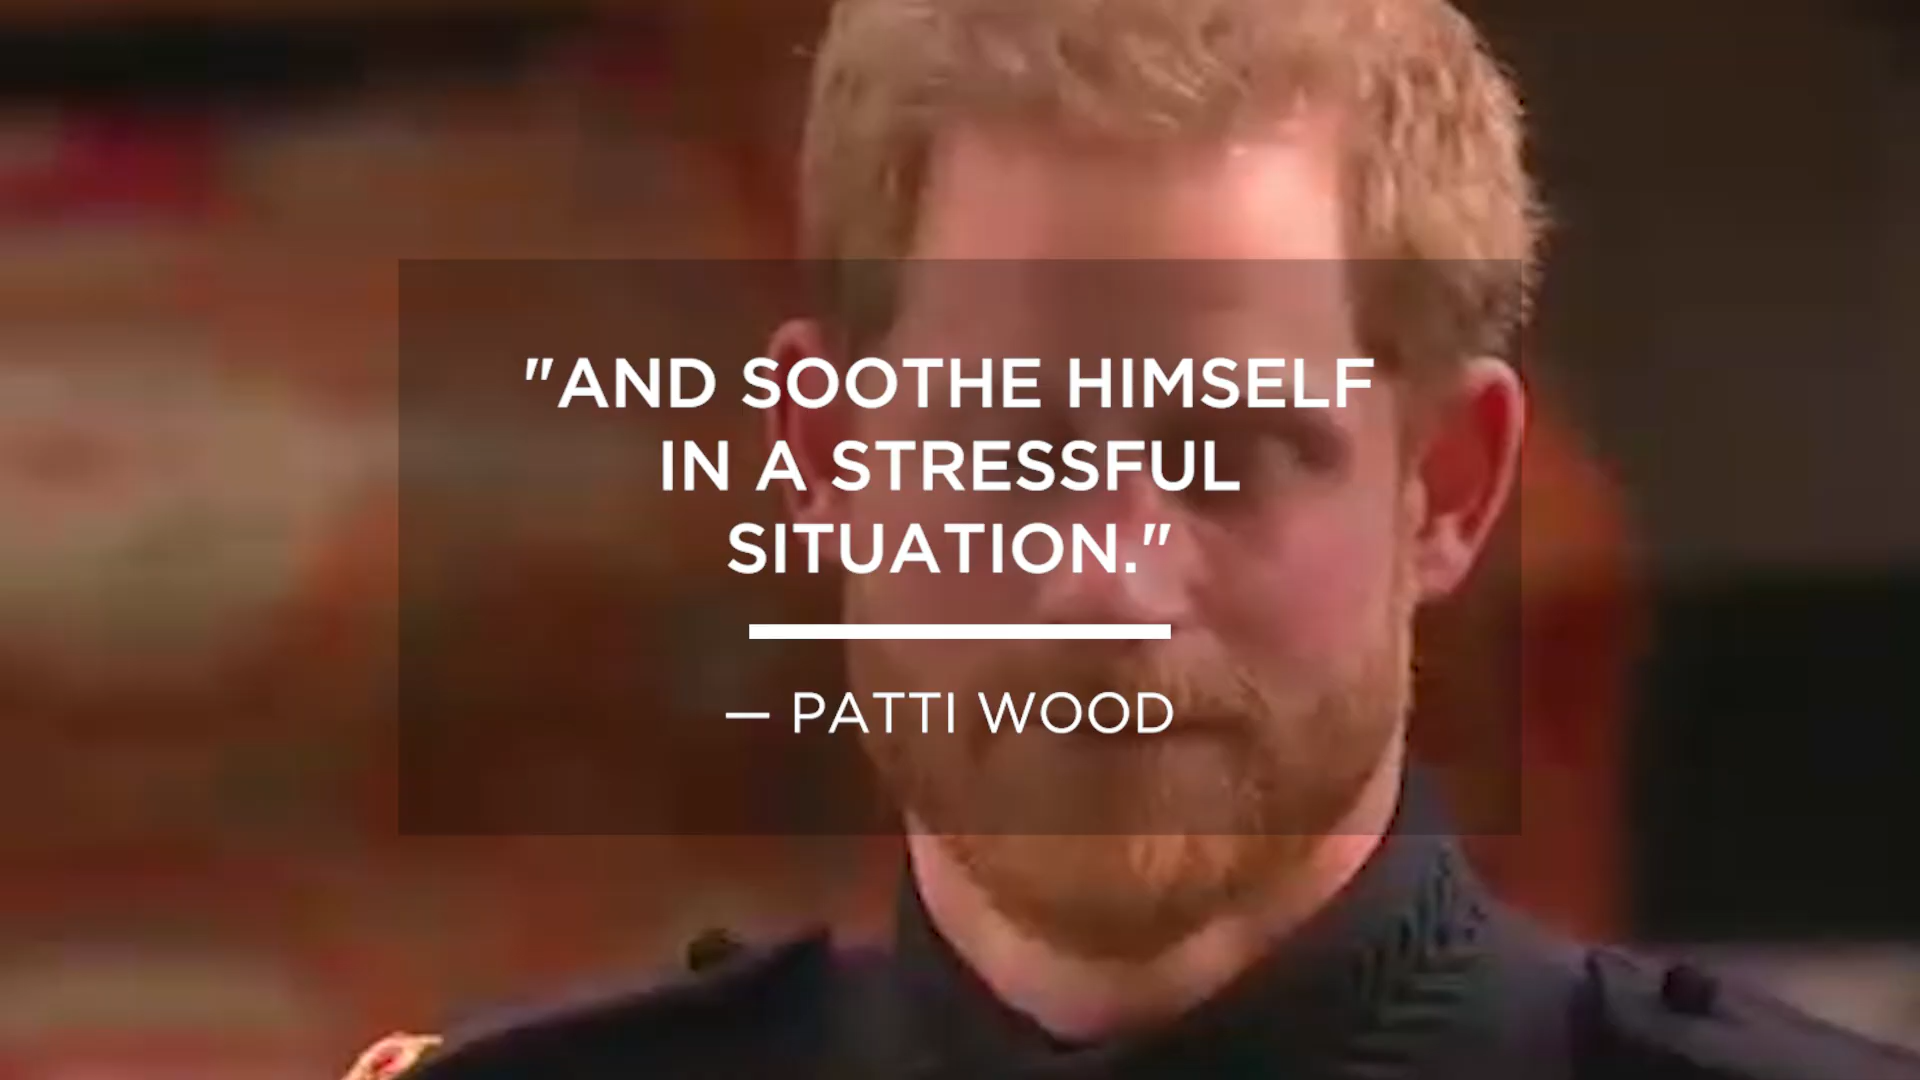 "AND SOOTHE HIMSELF
IN A STRESSFUL
SITUATION."
— PATTI WOOD